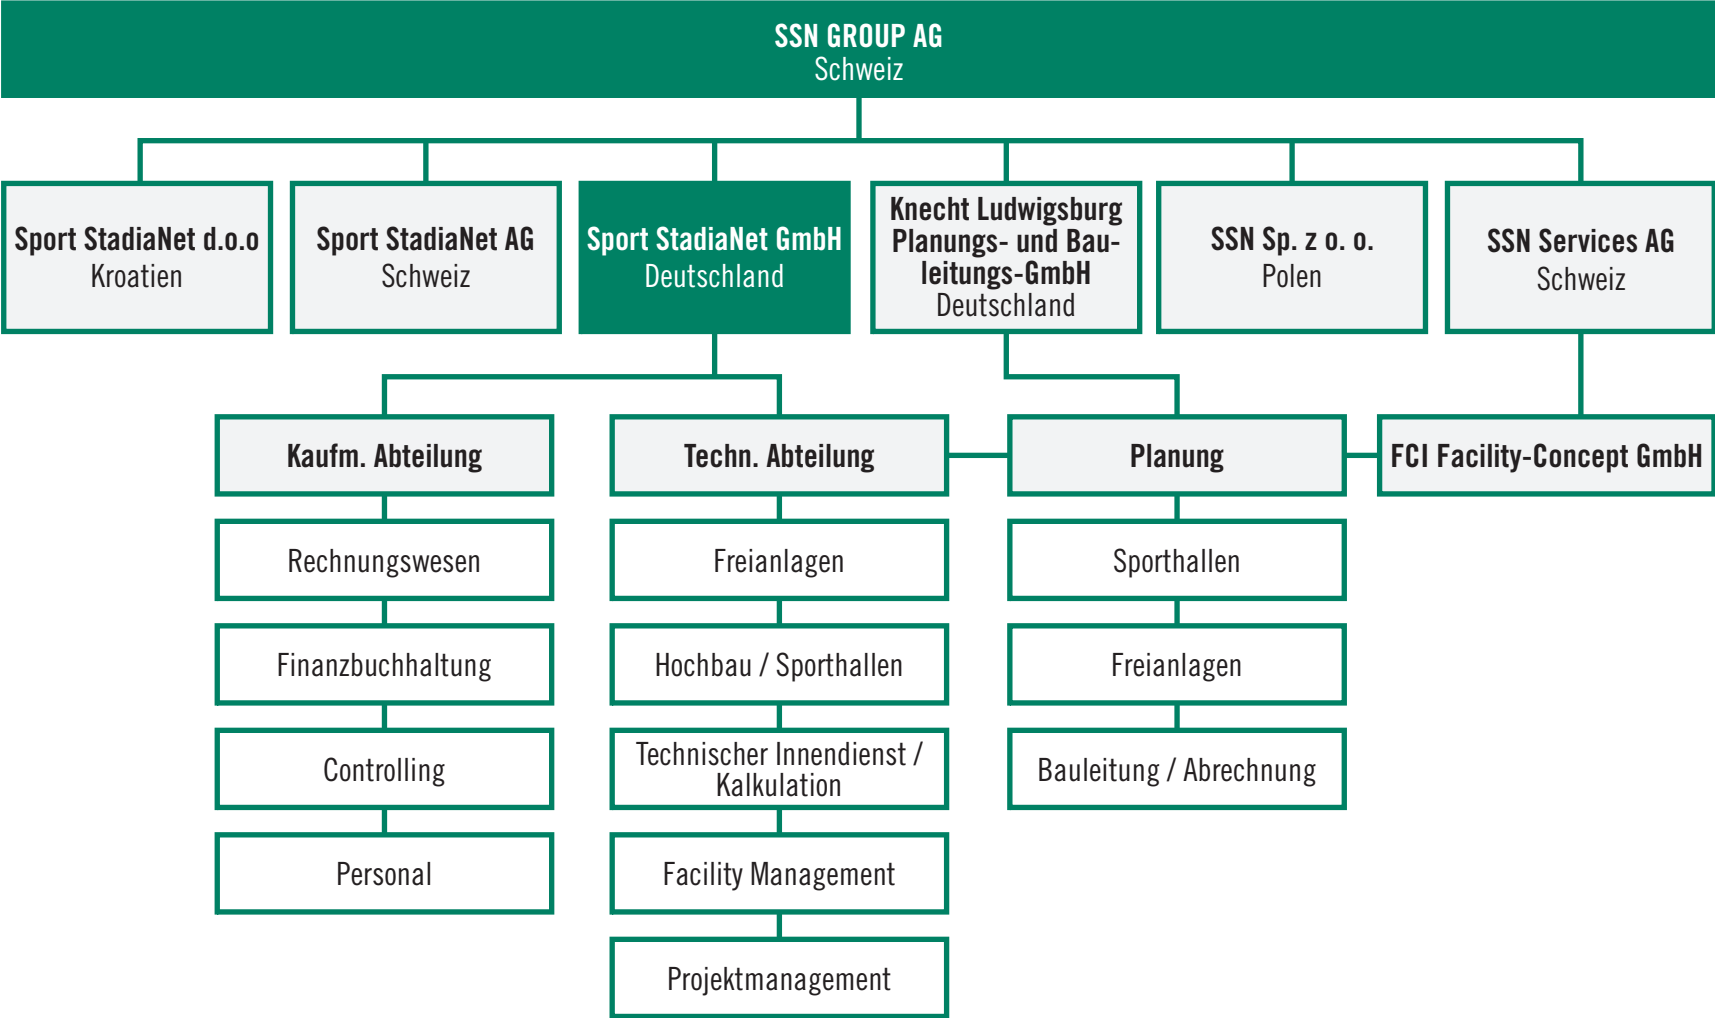 SSN GROUP AG
Schweiz
Sport StadiaNet d.o.o
Kroatien
Sport StadiaNet AG
Schweiz
Sport StadiaNet GmbH
Deutschland
Knecht Ludwigsburg
Planungs- und Bau-
leitungs-GmbH
Deutschland
SSN Sp. z o. o.
Polen
SSN Services AG
Schweiz
Kaufm. Abteilung
Techn. Abteilung
Planung
FCI Facility-Concept GmbH
Rechnungswesen
Freianlagen
Sporthallen
Finanzbuchhaltung
Hochbau / Sporthallen
Freianlagen
Controlling
Technischer Innendienst /
Kalkulation
Bauleitung / Abrechnung
Personal
Facility Management
Projektmanagement